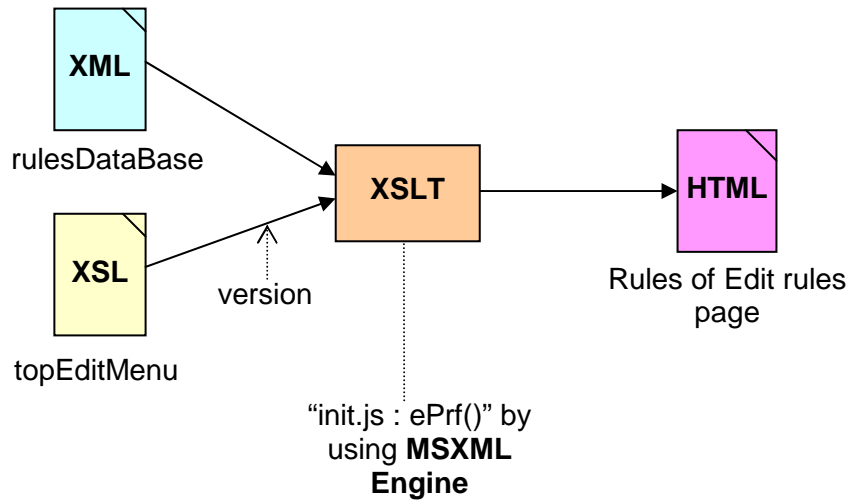 XML
rulesDataBase
XSL
topEditMenu
version
XSLT
“init.js : ePrf()” by
using MSXML
Engine
HTML
Rules of Edit rules
page